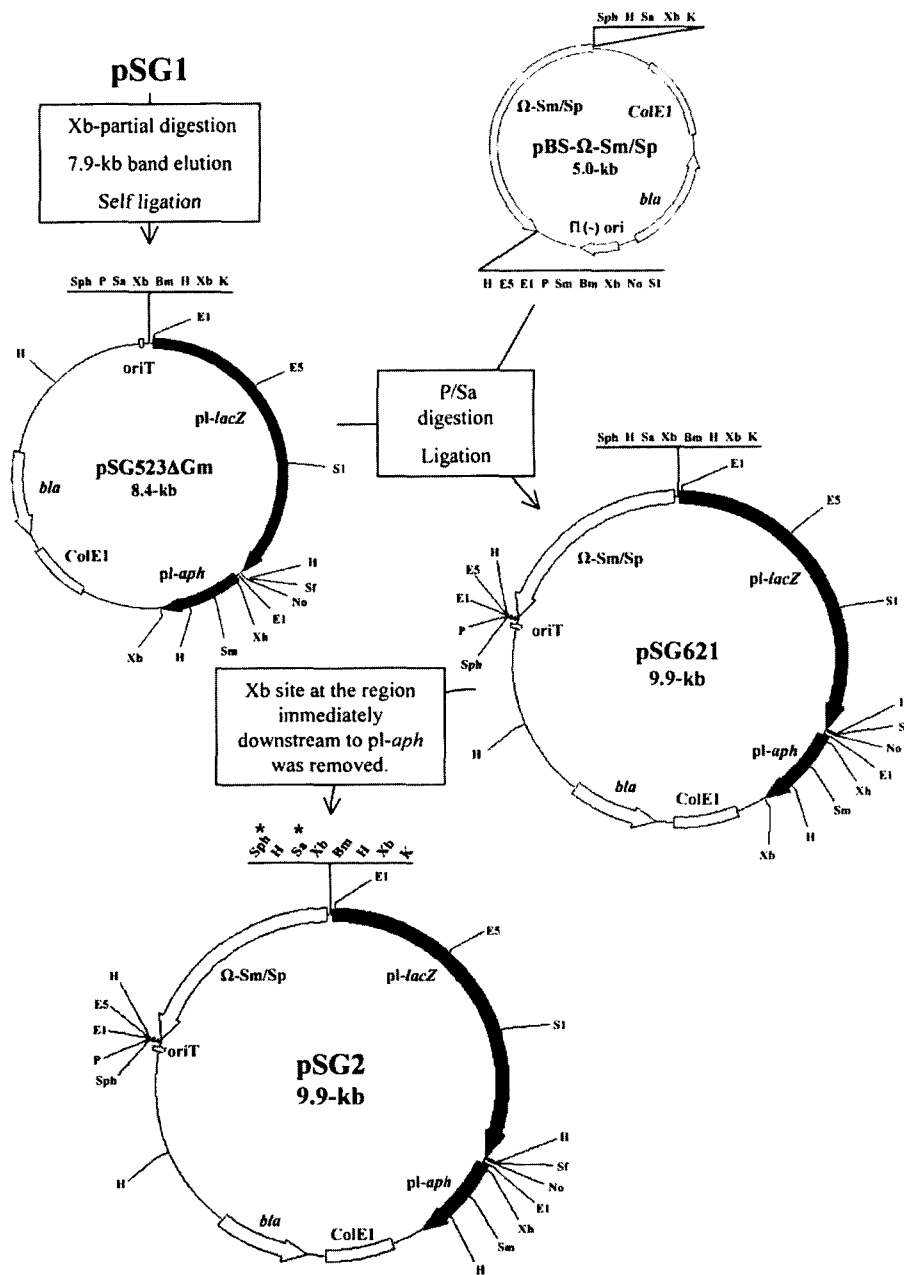 pSG1
Xb-partial digestion
7.9-kb band elution
Self ligation
Sph H Sa Xb K
Ω-Sm/Sp
ColE1
pBS-Ω-Sm/Sp
5.0-kb
bla
f1(-) ori
H E5 E1 P Sm Bm Xb No S1
Sph P Sa Xb Bm H Xb K
E1
H
oriT
E5
pl-lacZ
P/Sa
digestion
Ligation
pSG523ΔGm
8.4-kb
S1
bla
ColE1
pl-aph
H
Sf
No
E1
Xh
Sm
H
Xb
Sph H Sa Xb Bm H Xb K
E1
E5
Ω-Sm/Sp
pl-lacZ
H
E5
E1
P
Sph
oriT
S1
pSG621
9.9-kb
H
pl-aph
No
E1
Xh
Sm
H
Xb
bla
ColE1
Xb site at the region
immediately
downstream to pl-aph
was removed.
* *
Sph H Sa Xb Bm H Xb K
E1
E5
Ω-Sm/Sp
pl-lacZ
H
E5
E1
P
Sph
oriT
S1
pSG2
9.9-kb
H
pl-aph
H
Sf
No
E1
Xh
Sm
H
bla
ColE1